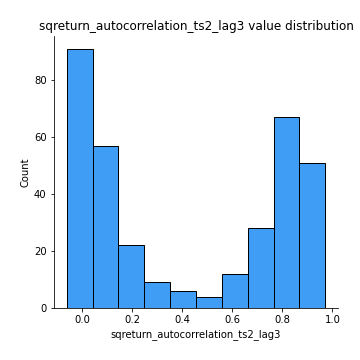 sqreturn_autocorrelation_ts2_lag3 value distribution
Count
80
60
40
20
0
0.0 0.2 0.4 0.6 0.8 1.0
sqreturn_autocorrelation_ts2_lag3